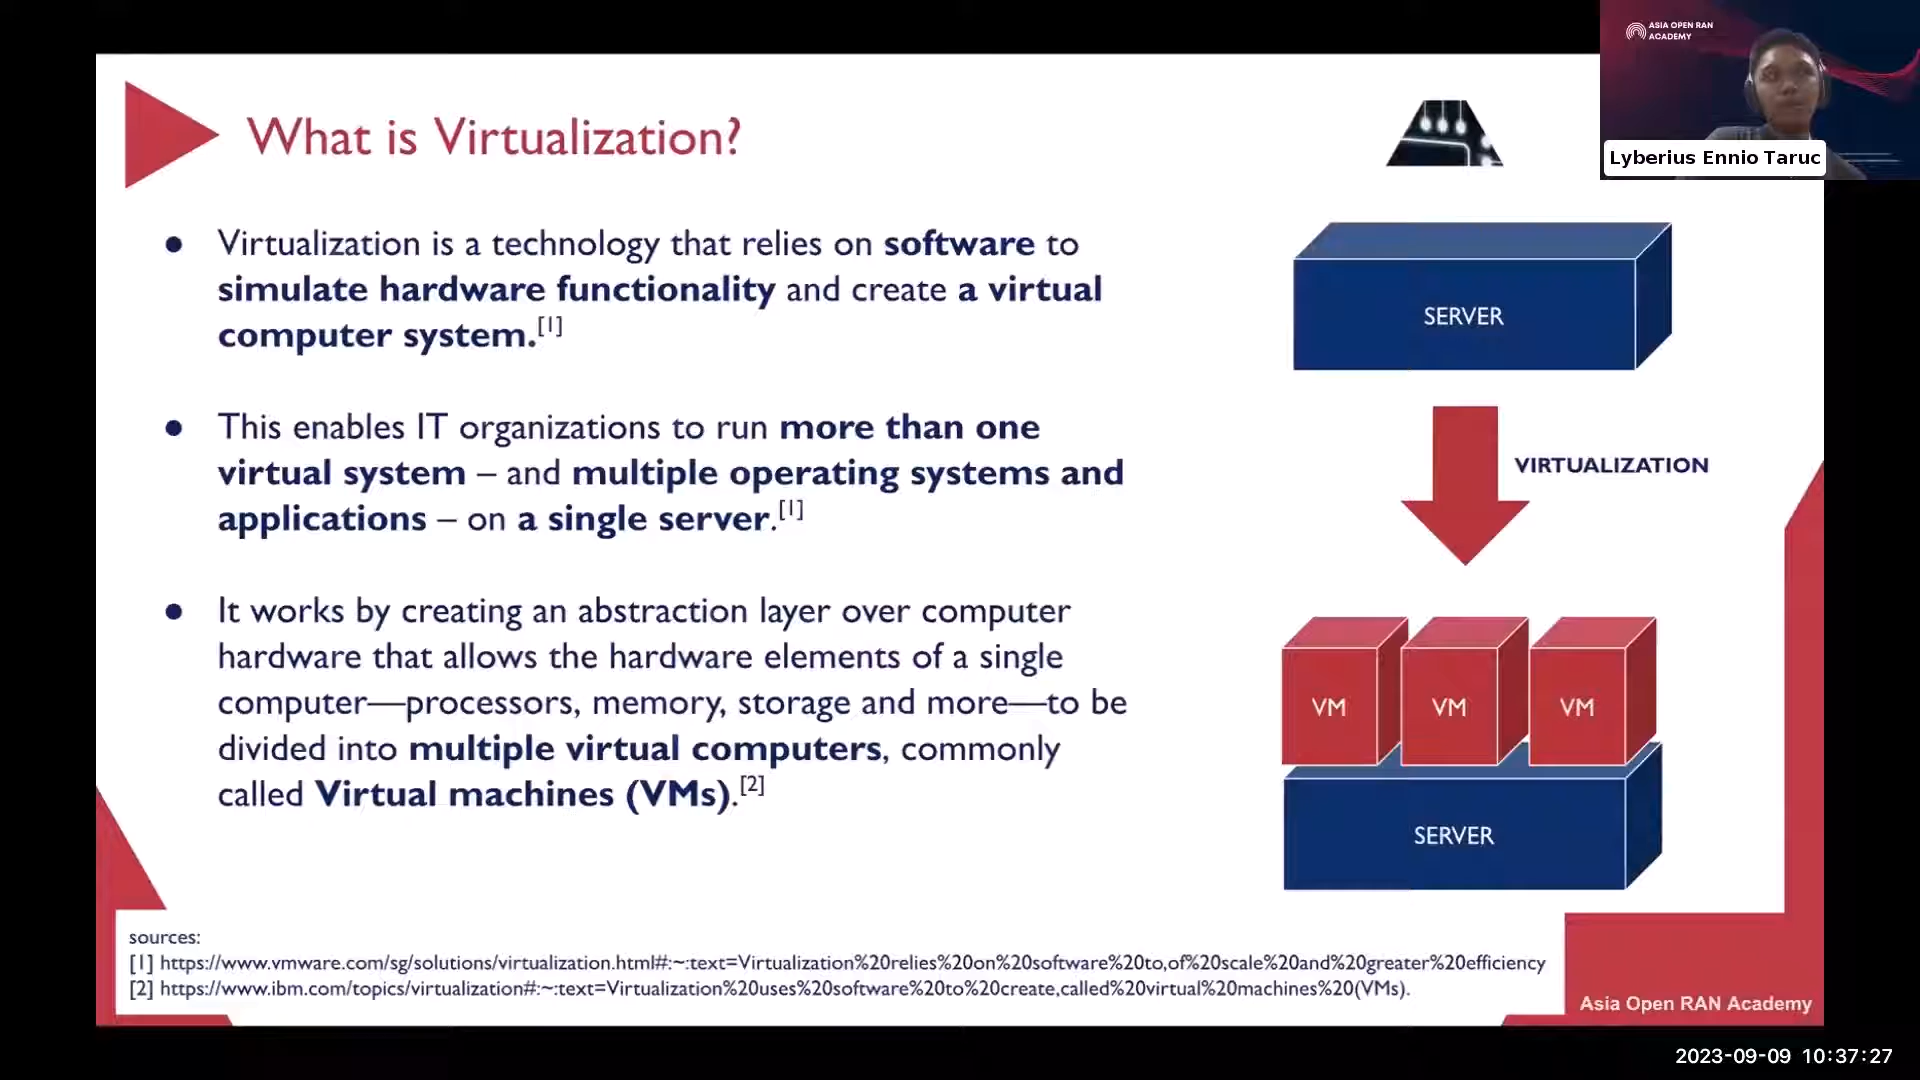 ASIA OPEN RAN
ACADEMY
Lyberius Ennio Taruc
What is Virtualization?
● Virtualization is a technology that relies on software to
simulate hardware functionality and create a virtual
computer system.[1]
● This enables IT organizations to run more than one
virtual system – and multiple operating systems and
applications – on a single server.[1]
● It works by creating an abstraction layer over computer
hardware that allows the hardware elements of a single
computer—processors, memory, storage and more—to be
divided into multiple virtual computers, commonly
called Virtual machines (VMs).[2]
SERVER
VIRTUALIZATION
VM VM VM
SERVER
sources:
[1] https://www.vmware.com/sg/solutions/virtualization.html#:~:text=Virtualization%20relies%20on%20software%20to,of%20scale%20and%20greater%20efficiency
[2] https://www.ibm.com/topics/virtualization#:~:text=Virtualization%20uses%20software%20to%20create,called%20virtual%20machines%20(VMs).
Asia Open RAN Academy
2023-09-09 10:37:27